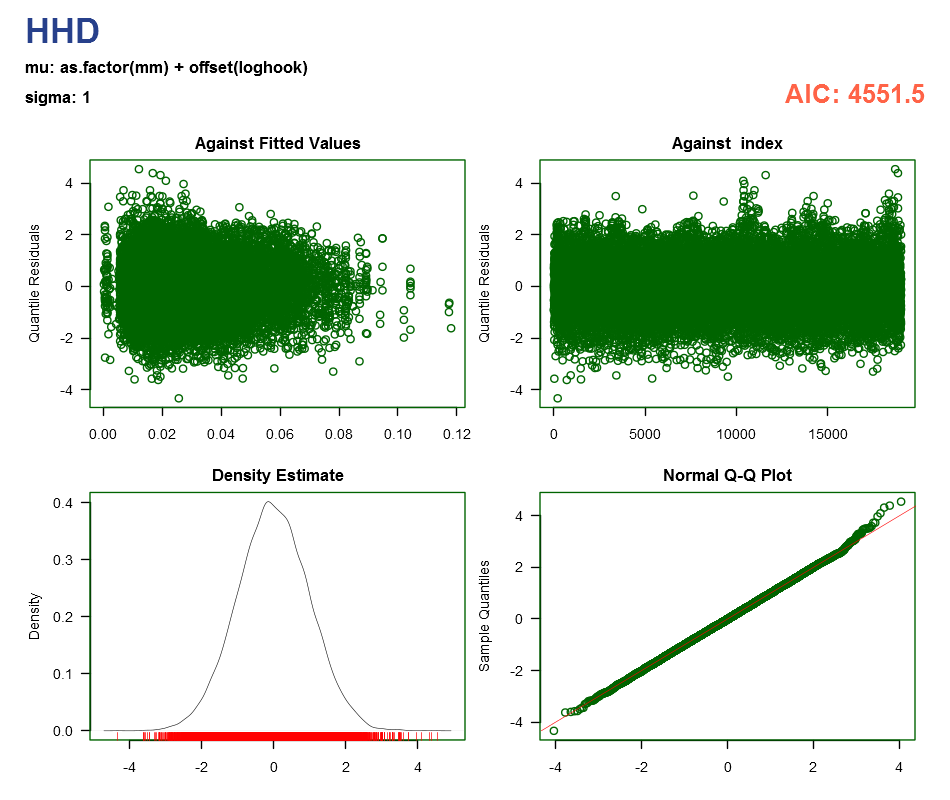 HHD
mu: as.factor(mm) + offset(loghook)
sigma: 1
AIC: 4551.5
Against Fitted Values
Quantile Residuals
4
2
0
-2
-4
0.00 0.02 0.04 0.06 0.08 0.10 0.12
Against  index
Quantile Residuals
4
2
0
-2
-4
0 5000 10000 15000
Density Estimate
Density
0.4
0.3
0.2
0.1
0.0
-4 -2 0 2 4
Normal Q-Q Plot
Sample Quantiles
4
2
0
-2
-4
-4 -2 0 2 4